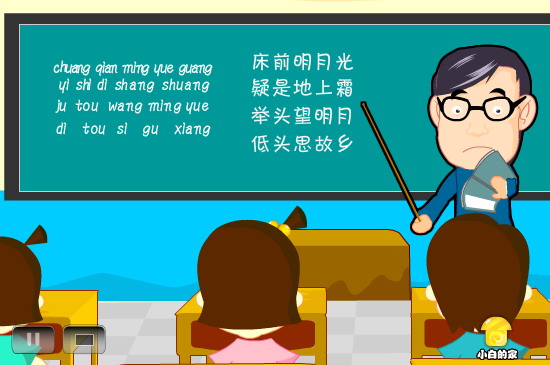 chuang qian ming yue guang
yi shi di shang shuang
ju tou wang ming yue
di tou si gu xiang
床前明月光
疑是地上霜
举头望明月
低头思故乡
小白的家